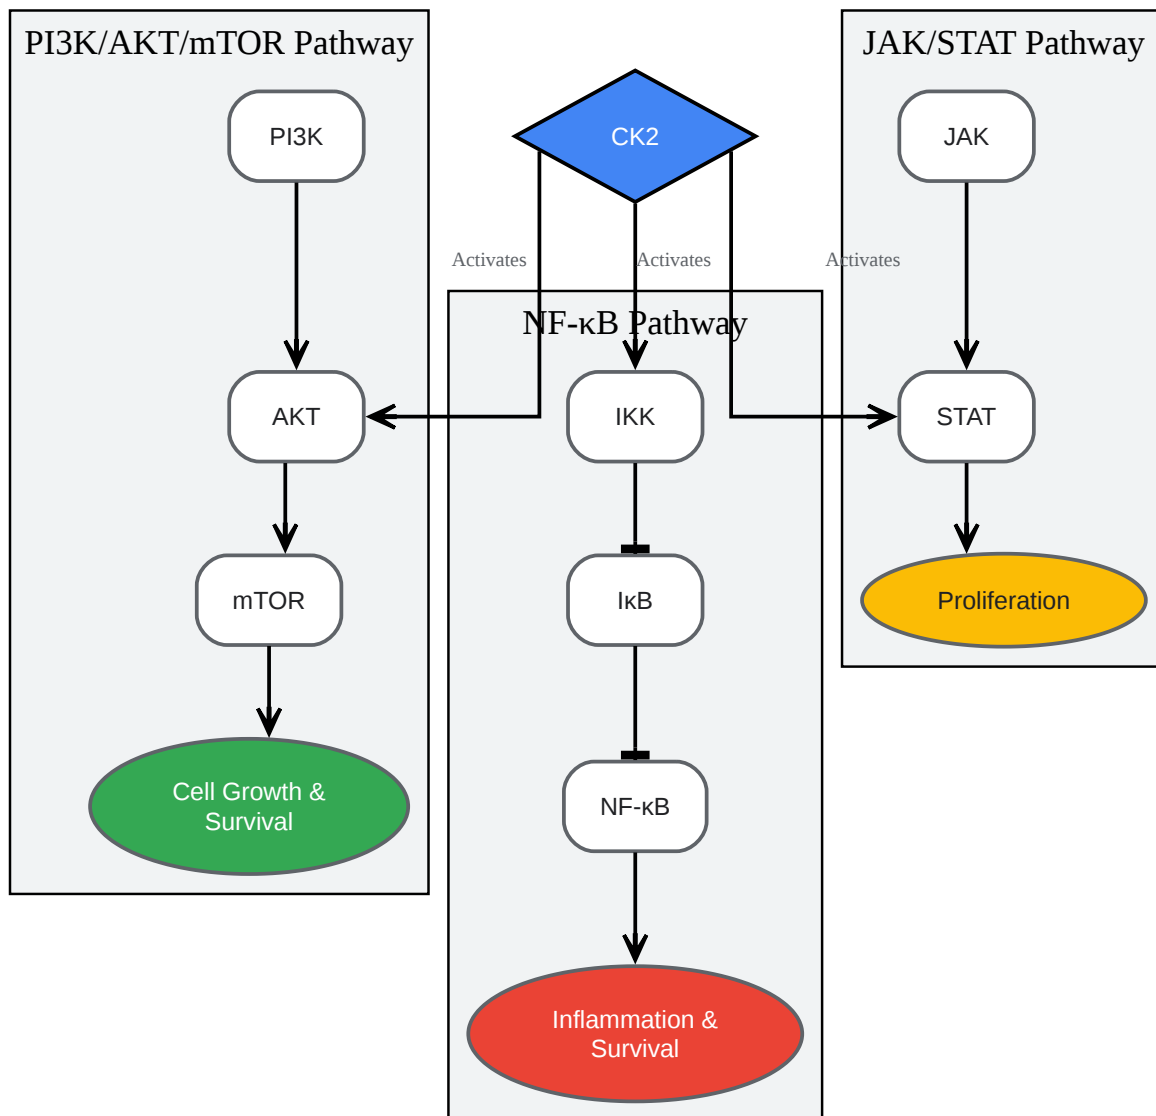 PI3K/AKT/mTOR Pathway
JAK/STAT Pathway
PI3K
CK2
JAK
Activates
Activates
Activates
NF-κB Pathway
AKT
IKK
STAT
mTOR
IκB
Proliferation
Cell Growth &
Survival
NF-κB
Inflammation &
Survival